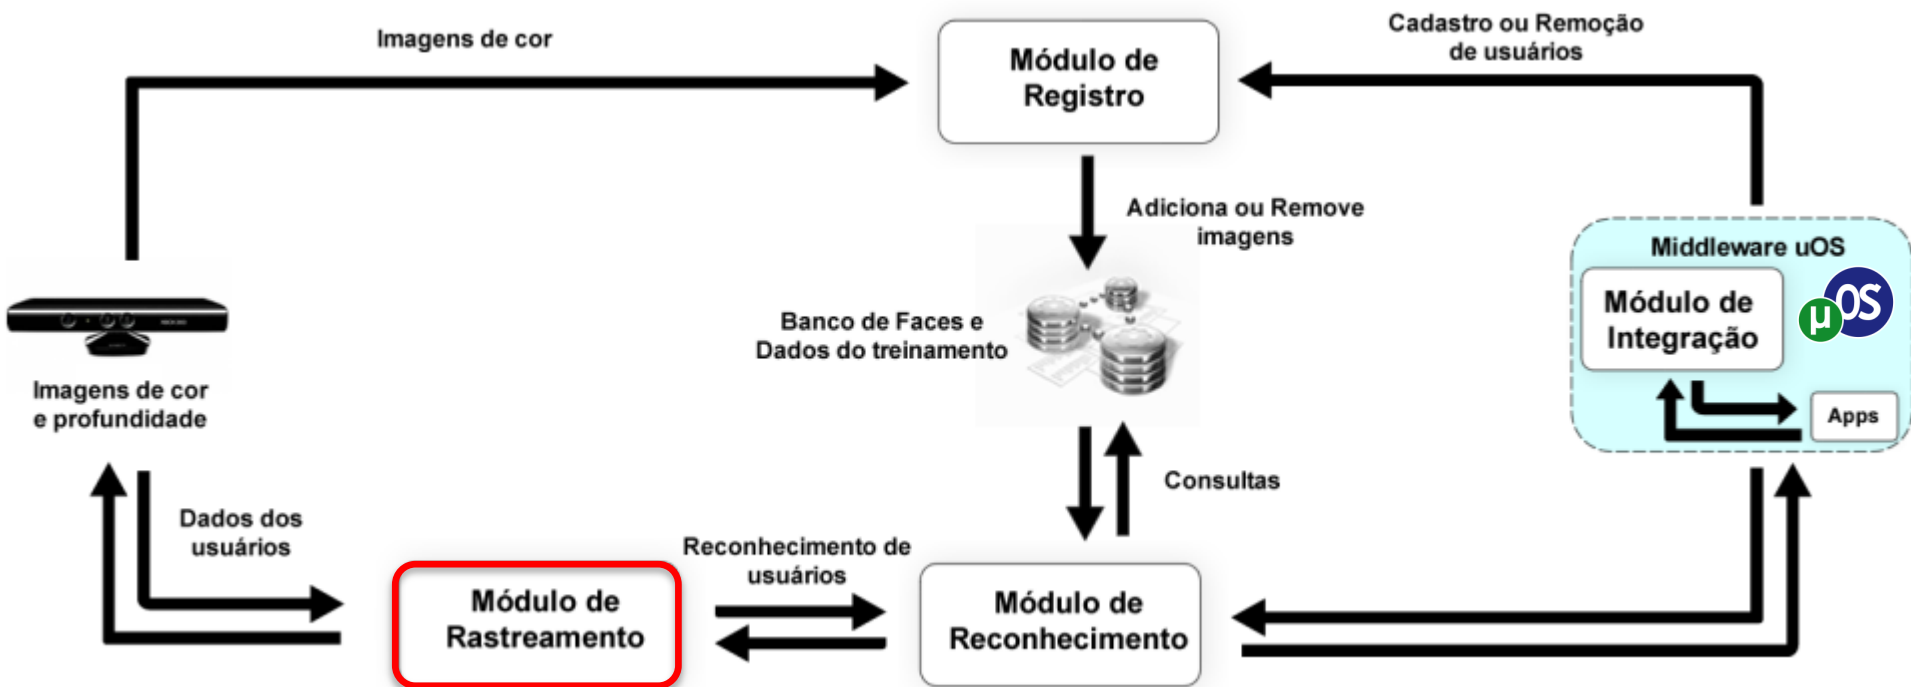 Imagens de cor
Módulo de
Registro
Cadastro ou Remoção
de usuários
Adiciona ou Remove
imagens
Middleware uOS
Módulo de
Integração
µOS
Apps
Banco de Faces e
Dados do treinamento
Imagens de cor
e profundidade
Consultas
Dados dos
usuários
Reconhecimento de
usuários
Módulo de
Rastreamento
Módulo de
Reconhecimento